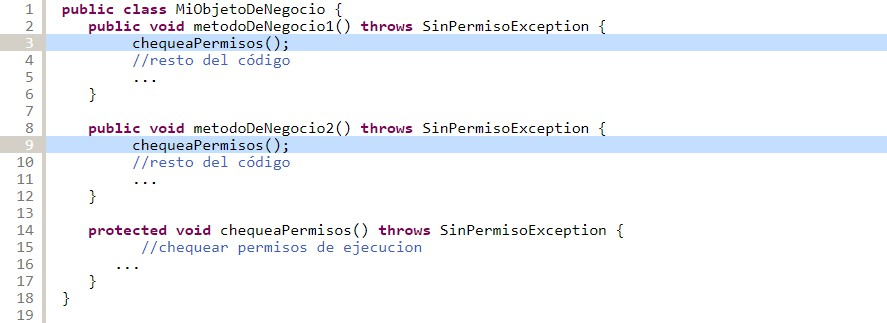 1 public class MiObjetoDeNegocio {
2    public void metodoDeNegocio1() throws SinPermisoException {
3         chequeaPermisos();
4         //resto del código
5         ...
6    }
7
8    public void metodoDeNegocio2() throws SinPermisoException {
9         chequeaPermisos();
10         //resto del código
11         ...
12    }
13
14    protected void chequeaPermisos() throws SinPermisoException {
15          //chequear permisos de ejecucion
16       ...
17    }
18 }
19